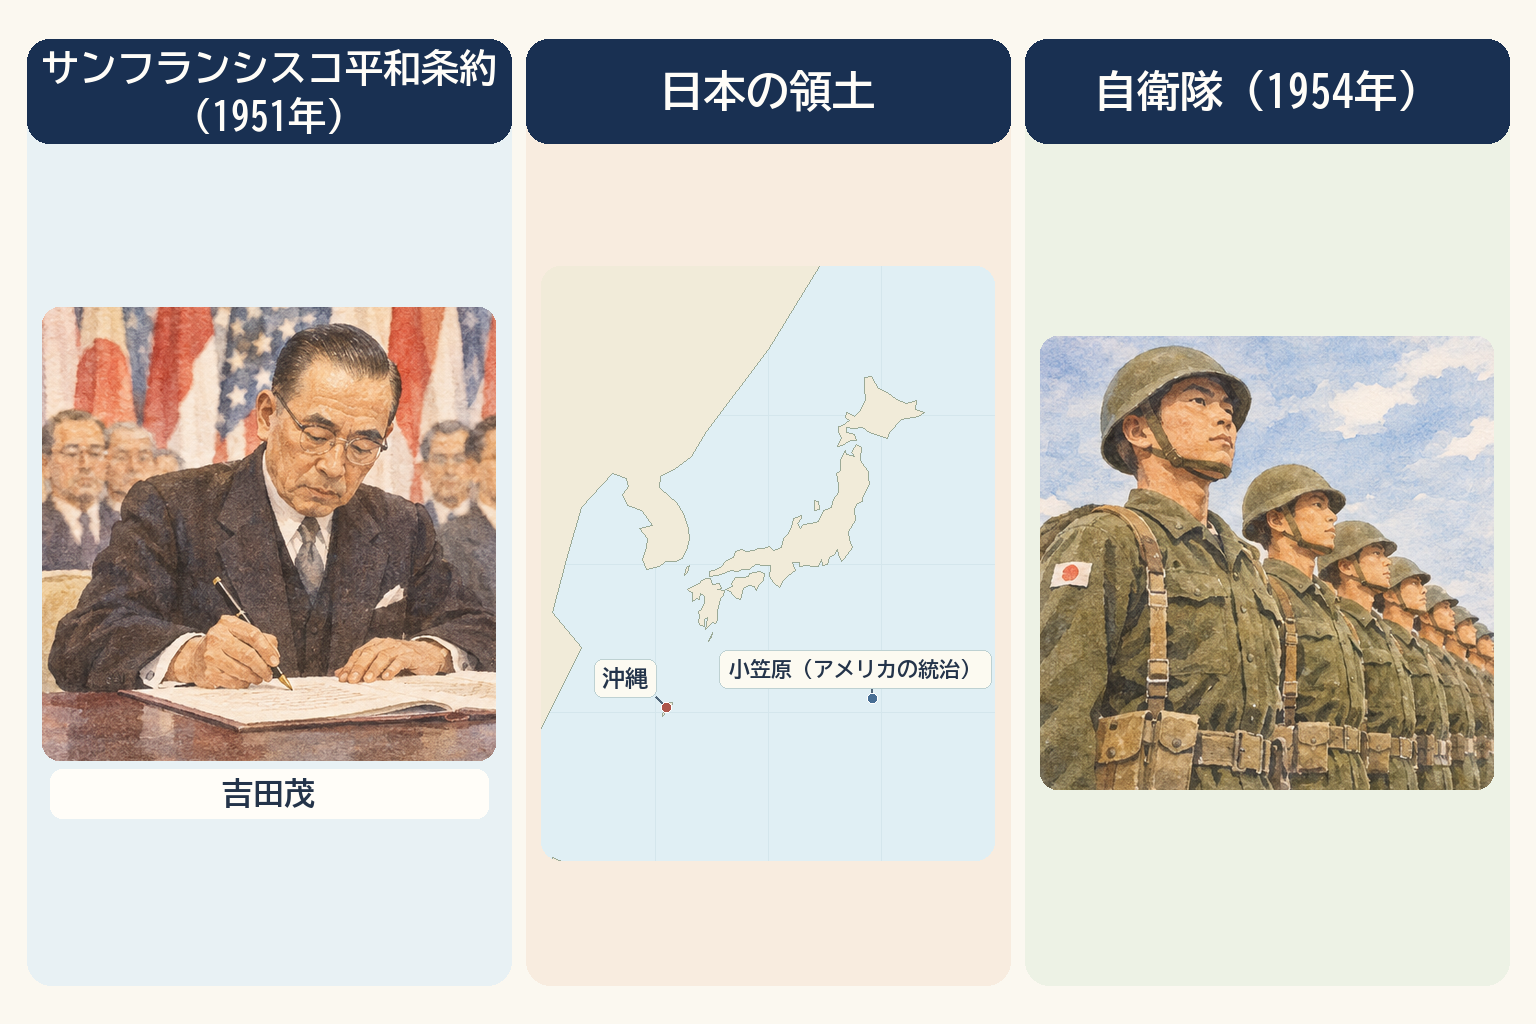 サンフランシスコ平和条約
（1951年）
吉田茂
日本の領土
沖縄
小笠原（アメリカの統治）
自衛隊（1954年）